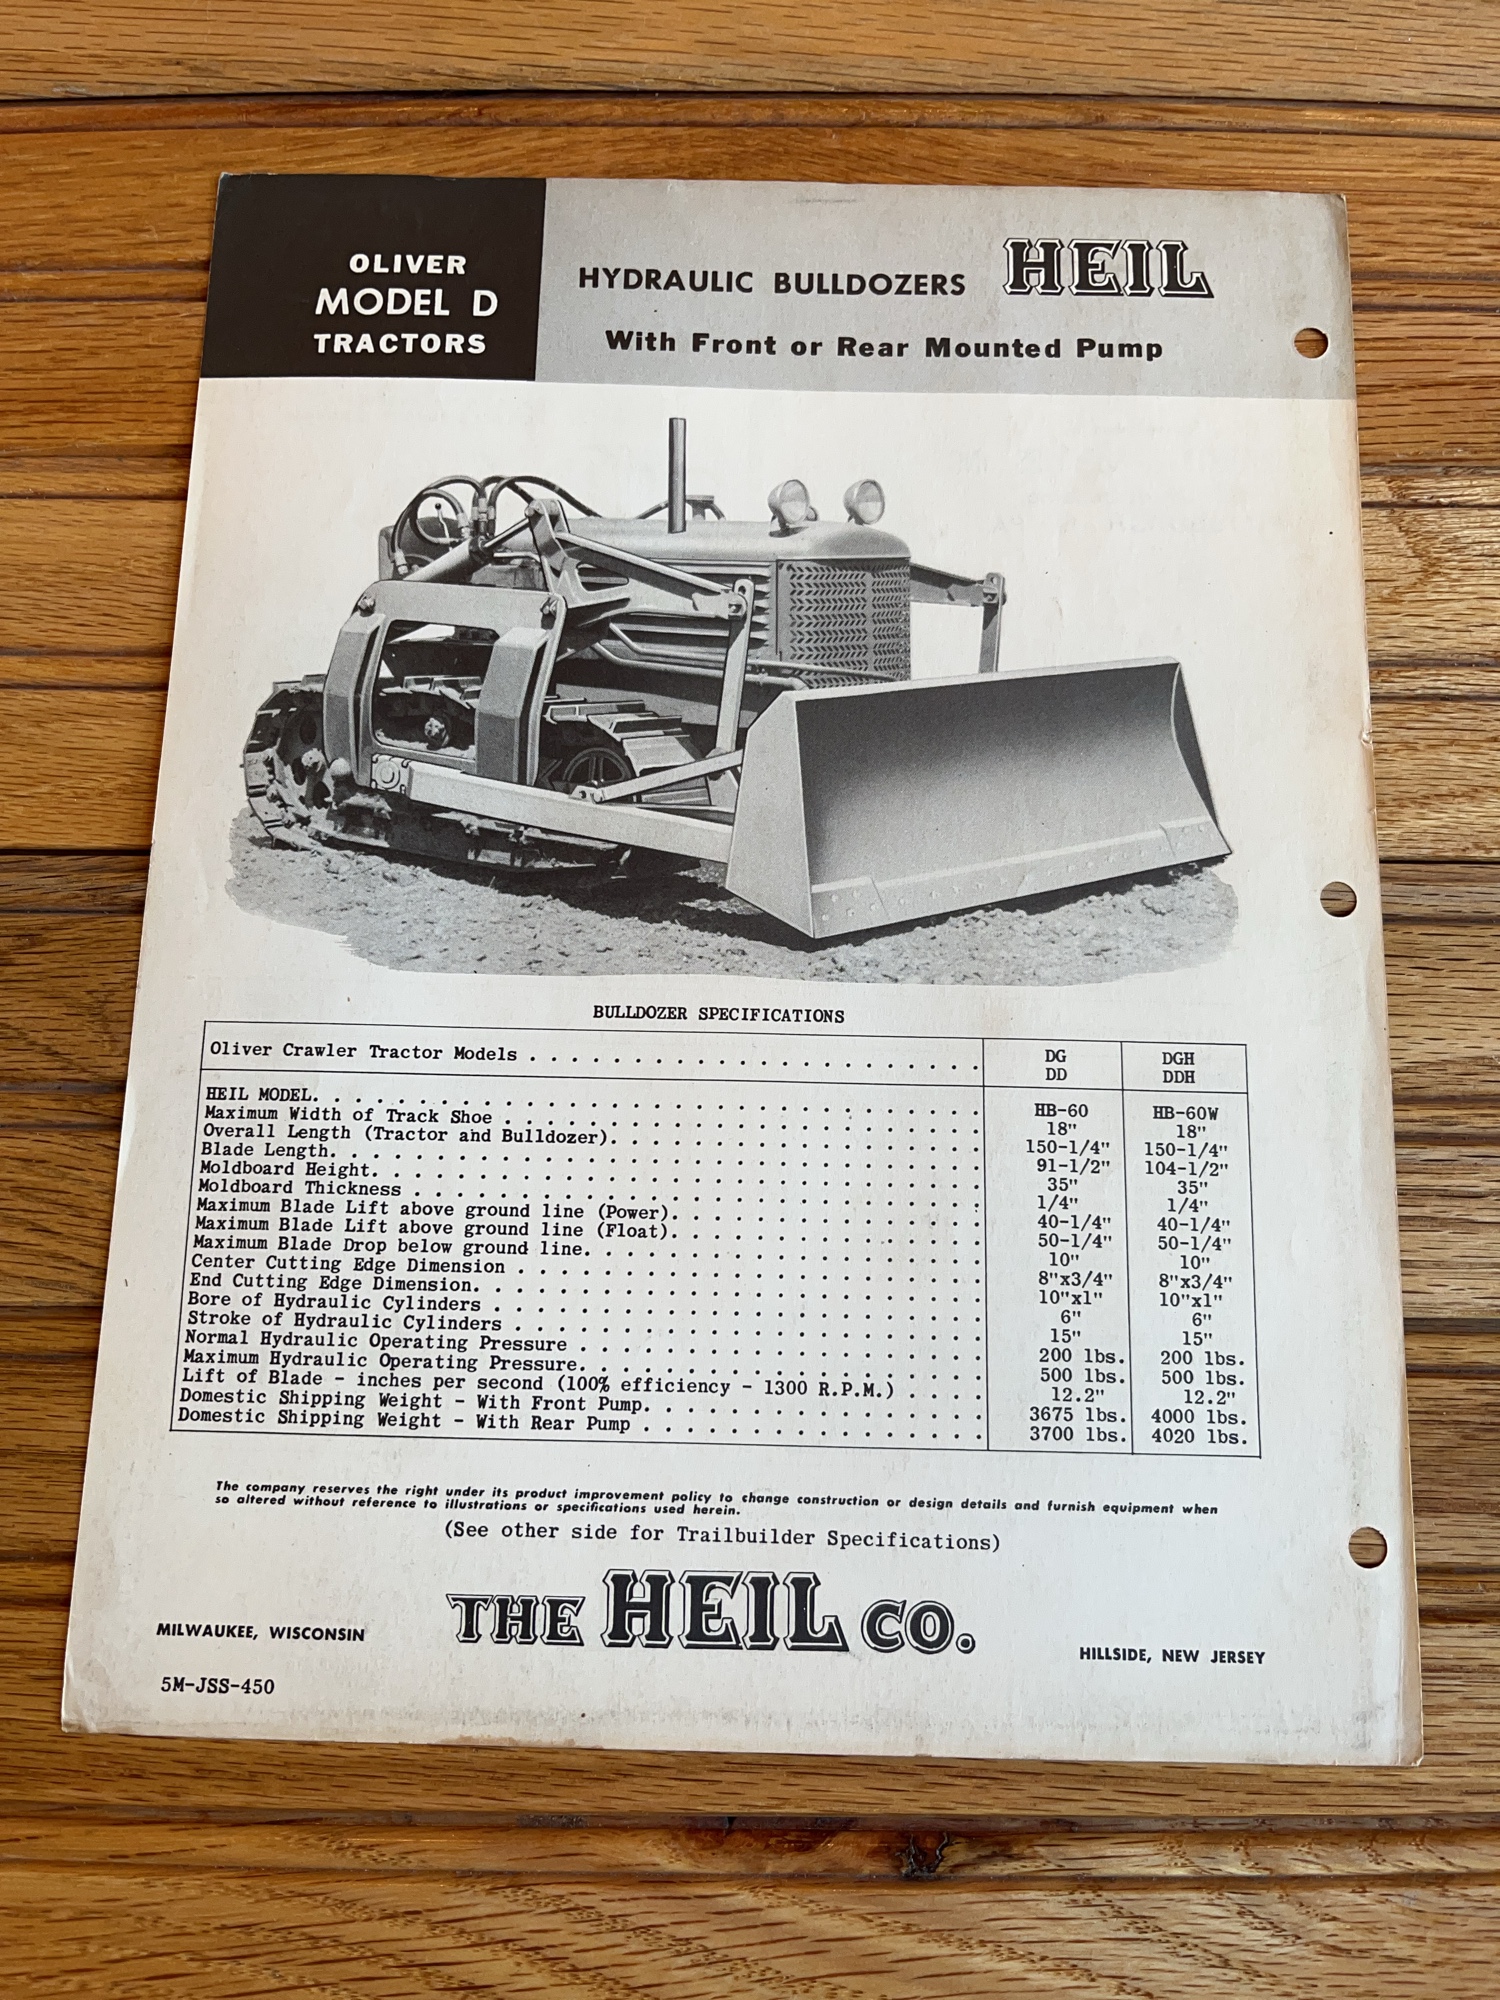 OLIVER
MODEL D
TRACTORS
HYDRAULIC BULLDOZERS HEIL
With Front or Rear Mounted Pump
BULLDOZER SPECIFICATIONS
Oliver Crawler Tractor Models . . . . . . . . . . . . . . . . . . . . DG DGH
DD DDH
HEIL MODEL. . . . . . . . . . . . . . . . . . . . HB-60 HB-60W
Maximum Width of Track Shoe . . . . . . . . . . . . . . . . . . . . 18" 18"
Overall Length (Tractor and Bulldozer). . . . . . . . . . . . . . . . . . . . 150-1/4" 150-1/4"
Blade Length. . . . . . . . . . . . . . . . . . . . 91-1/2" 104-1/2"
Moldboard Height. . . . . . . . . . . . . . . . . . . . 35" 35"
Moldboard Thickness . . . . . . . . . . . . . . . . . . . . 1/4" 1/4"
Maximum Blade Lift above ground line (Power). . . . . . . . . . . . . . . . 40-1/4" 40-1/4"
Maximum Blade Lift above ground line (Float). . . . . . . . . . . . . . . . 50-1/4" 50-1/4"
Maximum Blade Drop below ground line. . . . . . . . . . . . . . . . . . . . 10" 10"
Center Cutting Edge Dimension . . . . . . . . . . . . . . . . . . . . 8"x3/4" 8"x3/4"
End Cutting Edge Dimension. . . . . . . . . . . . . . . . . . . . 10"x1" 10"x1"
Bore of Hydraulic Cylinders . . . . . . . . . . . . . . . . . . . . 6" 6"
Stroke of Hydraulic Cylinders . . . . . . . . . . . . . . . . . . . . 15" 15"
Normal Hydraulic Operating Pressure . . . . . . . . . . . . . . . . . . . . 200 lbs. 200 lbs.
Maximum Hydraulic Operating Pressure. . . . . . . . . . . . . . . . . . . . 500 lbs. 500 lbs.
Lift of Blade - inches per second (100% efficiency - 1300 R.P.M.) . . . . 12.2" 12.2"
Domestic Shipping Weight - With Front Pump. . . . . . . . . . . . . . . . 3675 lbs. 4000 lbs.
Domestic Shipping Weight - With Rear Pump . . . . . . . . . . . . . . . . 3700 lbs. 4020 lbs.
The company reserves the right under its product improvement policy to change construction or design details and furnish equipment when
so altered without reference to illustrations or specifications used herein.
(See other side for Trailbuilder Specifications)
THE HEIL CO.
MILWAUKEE, WISCONSIN
HILLSIDE, NEW JERSEY
5M-JSS-450